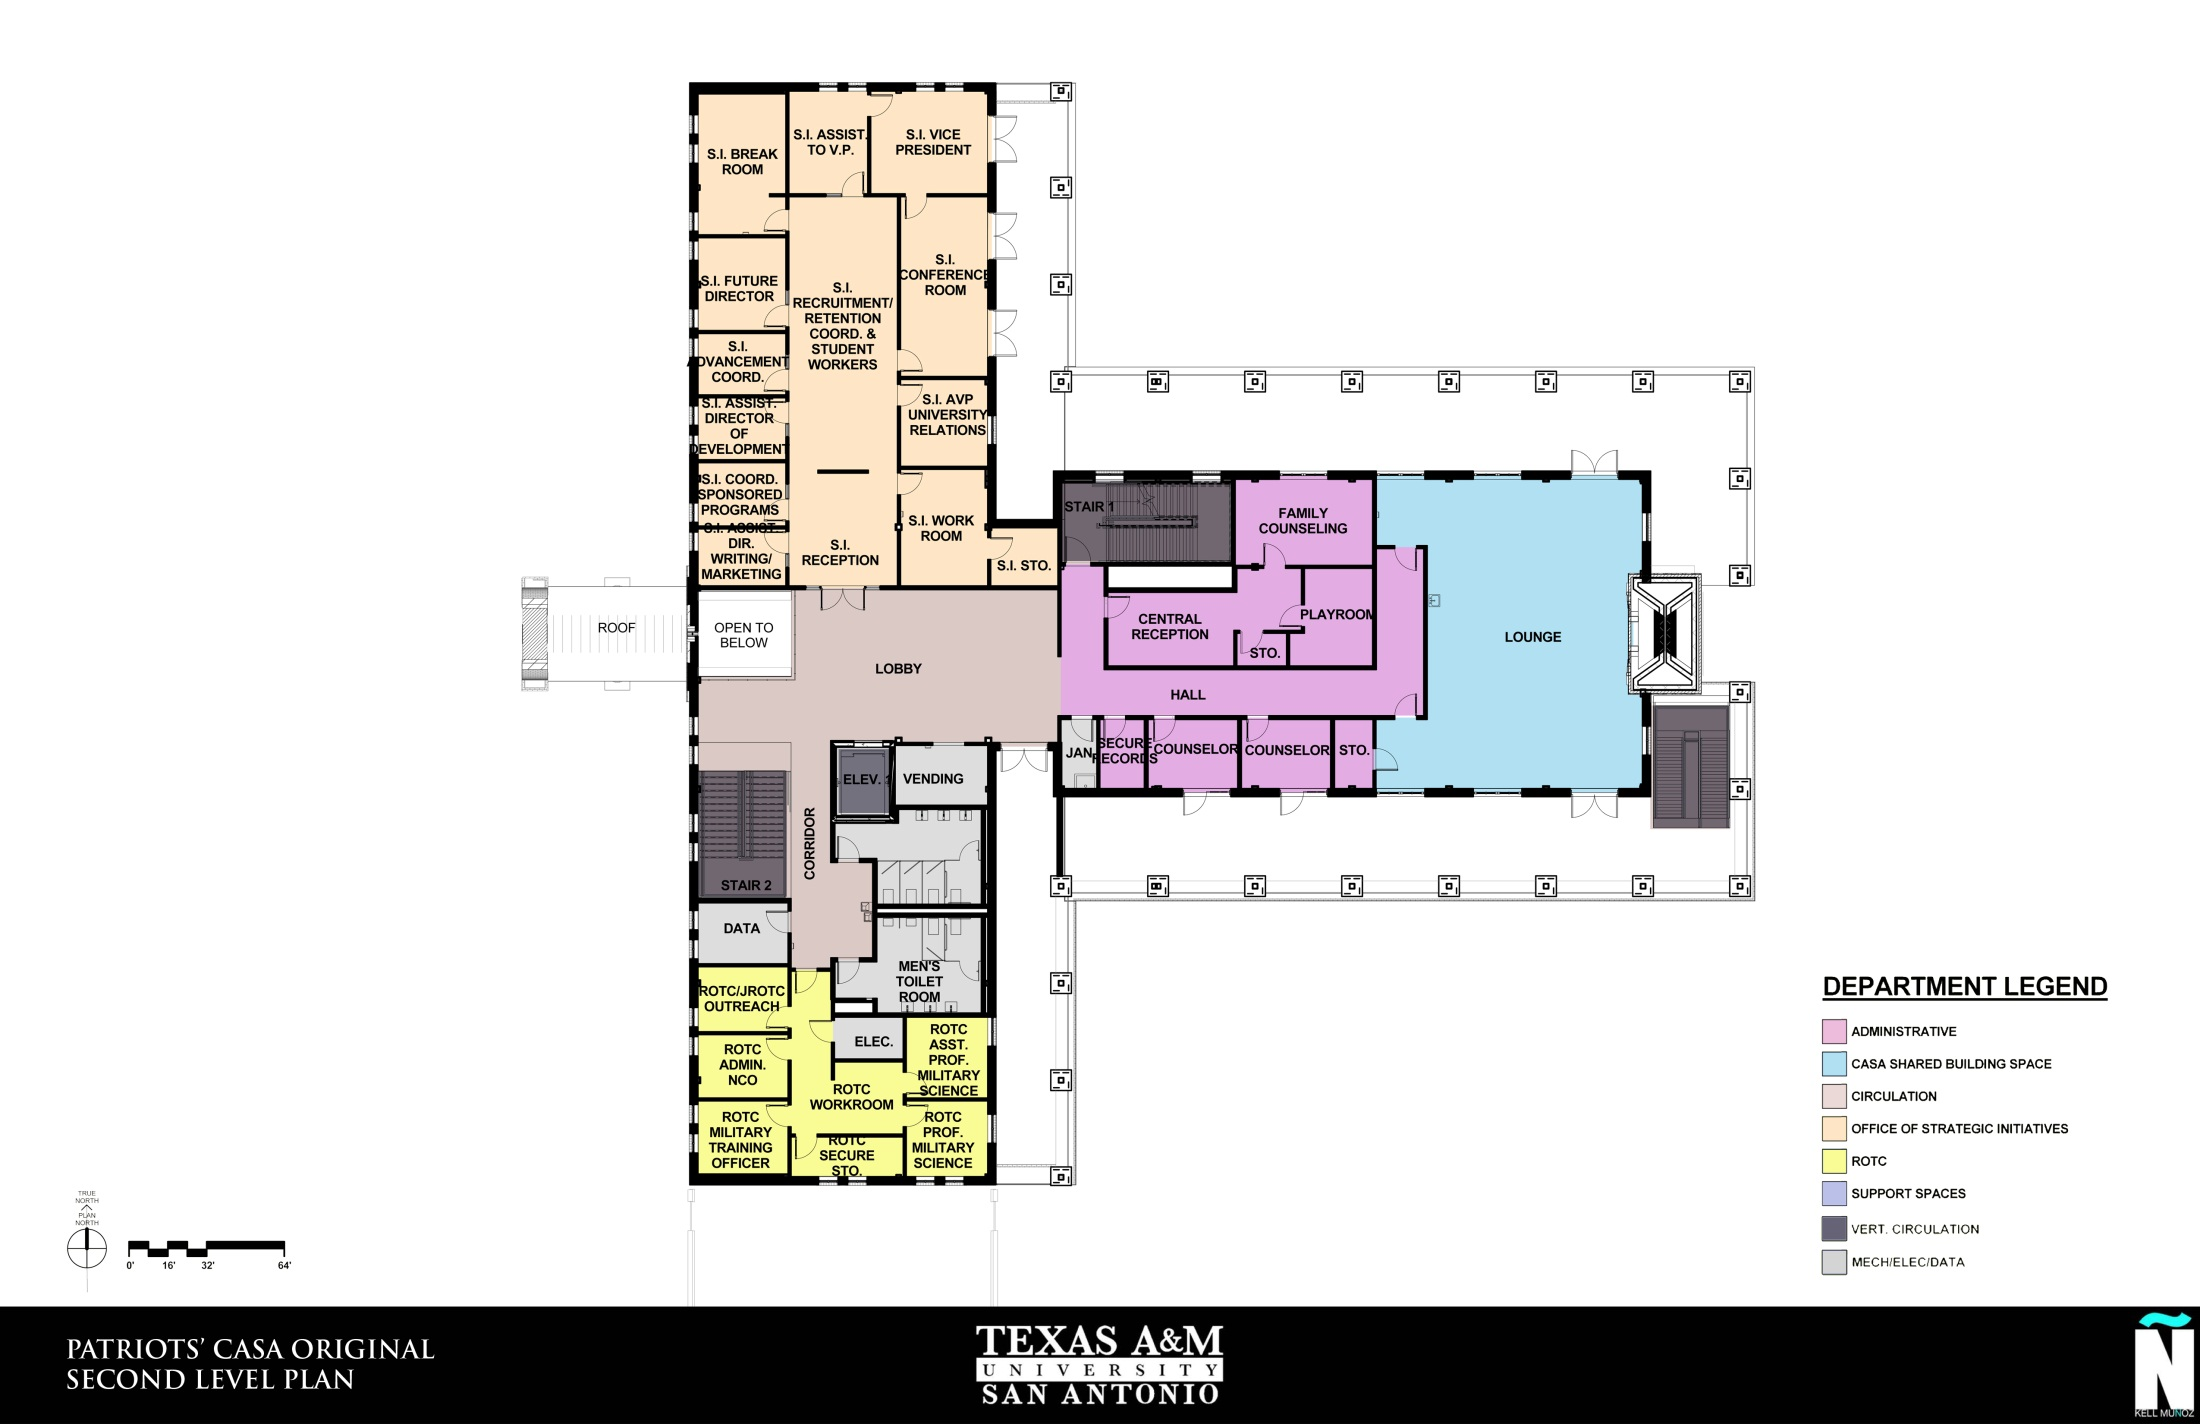 S.I. BREAK
ROOM
S.I. ASSIST.
TO V.P.
S.I. VICE
PRESIDENT
S.I. FUTURE
DIRECTOR
S.I.
RECRUITMENT/
RETENTION
COORD. &
STUDENT
WORKERS
S.I.
CONFERENCE
ROOM
S.I.
ADVANCEMENT
COORD.
S.I. ASSIST.
DIRECTOR
OF
DEVELOPMENT
S.I. AVP
UNIVERSITY
RELATIONS
S.I. COORD.
SPONSORED
PROGRAMS
S.I. ASSIST.
DIR.
WRITING/
MARKETING
S.I.
RECEPTION
S.I. WORK
ROOM
S.I. STO.
STAIR 1
FAMILY
COUNSELING
ROOF
OPEN TO
BELOW
LOBBY
CENTRAL
RECEPTION
PLAYROOM
STO.
LOUNGE
HALL
JAN
SECURE
RECORDS
COUNSELOR
COUNSELOR
STO.
ELEV. 1
VENDING
CORRIDOR
STAIR 2
DATA
MEN'S
TOILET
ROOM
ROTC/JROTC
OUTREACH
ELEC.
ROTC
ASST.
PROF.
MILITARY
SCIENCE
ROTC
ADMIN.
NCO
ROTC
WORKROOM
ROTC
MILITARY
TRAINING
OFFICER
ROTC
SECURE
STO.
ROTC
PROF.
MILITARY
SCIENCE
DEPARTMENT LEGEND
ADMINISTRATIVE
CASA SHARED BUILDING SPACE
CIRCULATION
OFFICE OF STRATEGIC INITIATIVES
ROTC
SUPPORT SPACES
VERT. CIRCULATION
MECH/ELEC/DATA
TRUE
NORTH
PLAN
NORTH
0' 16' 32' 64'
PATRIOTS' CASA ORIGINAL
SECOND LEVEL PLAN
TEXAS A&M
UNIVERSITY
SAN ANTONIO
Ñ
KELL MUÑOZ